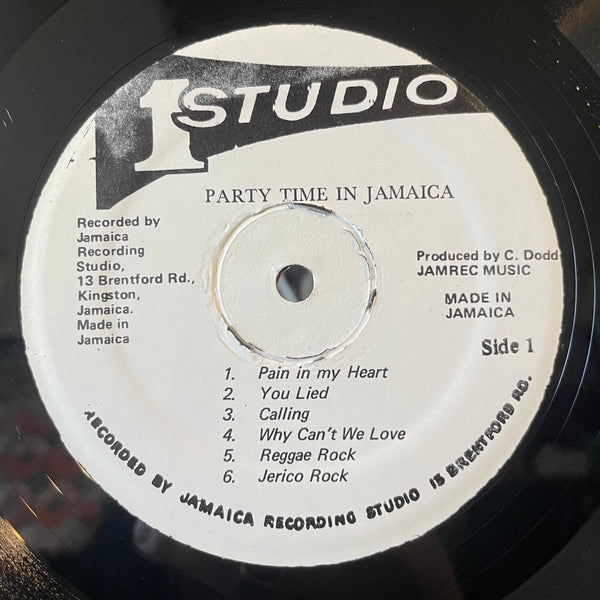 1 STUDIO
PARTY TIME IN JAMAICA
Recorded by
Jamaica
Recording
Studio,
13 Brentford Rd.,
Kingston,
Jamaica.
Made in
Jamaica
Produced by C. Dodd
JAMREC MUSIC
MADE IN
JAMAICA
Side 1
1. Pain in my Heart
2. You Lied
3. Calling
4. Why Can't We Love
5. Reggae Rock
6. Jerico Rock
RECORDED BY JAMAICA RECORDING STUDIO 13 BRENTFORD RD.